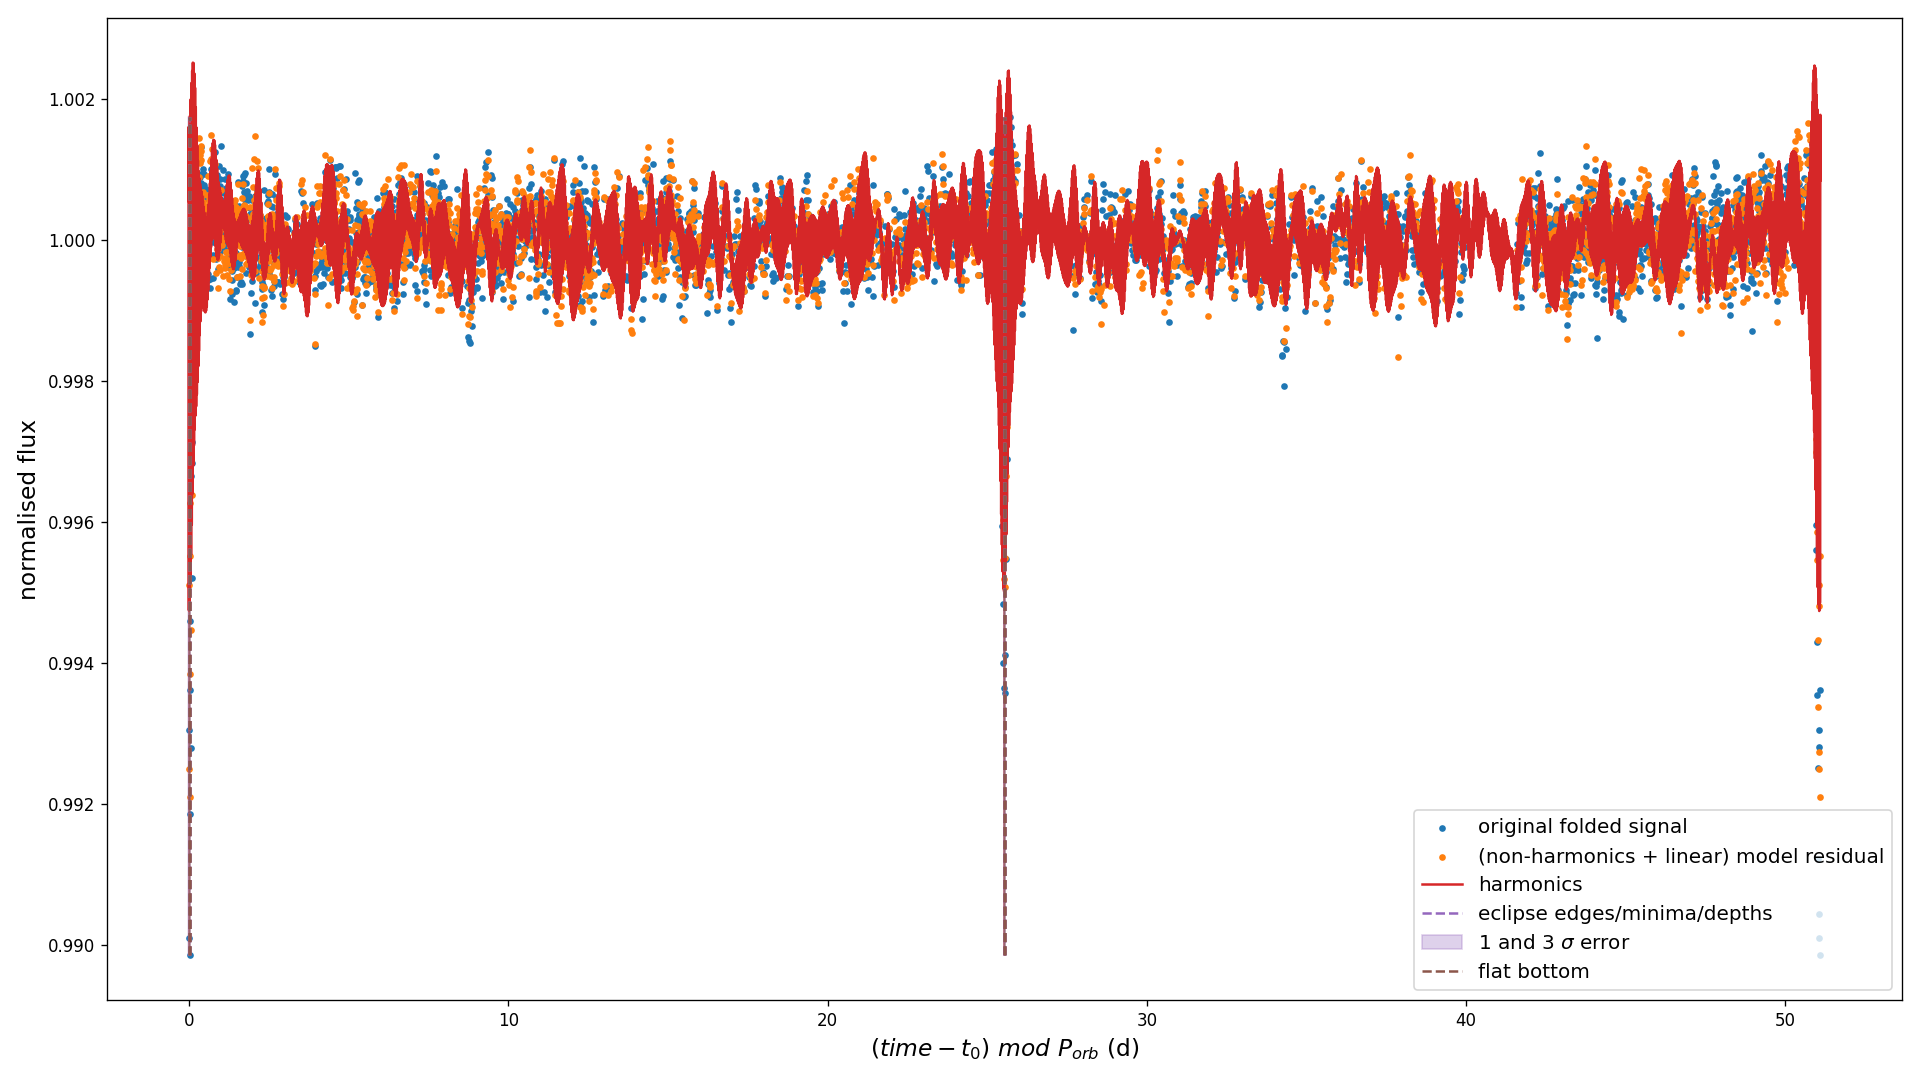 1.002
1.000
0.998
0.996
0.994
0.992
0.990
normalised flux
0 10 20 30 40 50
(time − t₀) mod P_orb (d)
original folded signal
(non-harmonics + linear) model residual
harmonics
eclipse edges/minima/depths
1 and 3 σ error
flat bottom